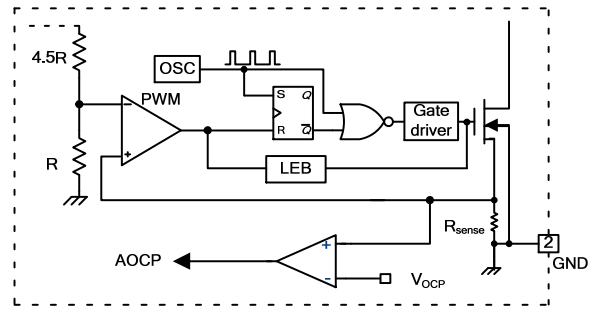 4.5R
OSC
PWM
S Q
R Q̅
Gate
driver
R
LEB
+
Rsense
2
GND
AOCP
+
-
VOCP